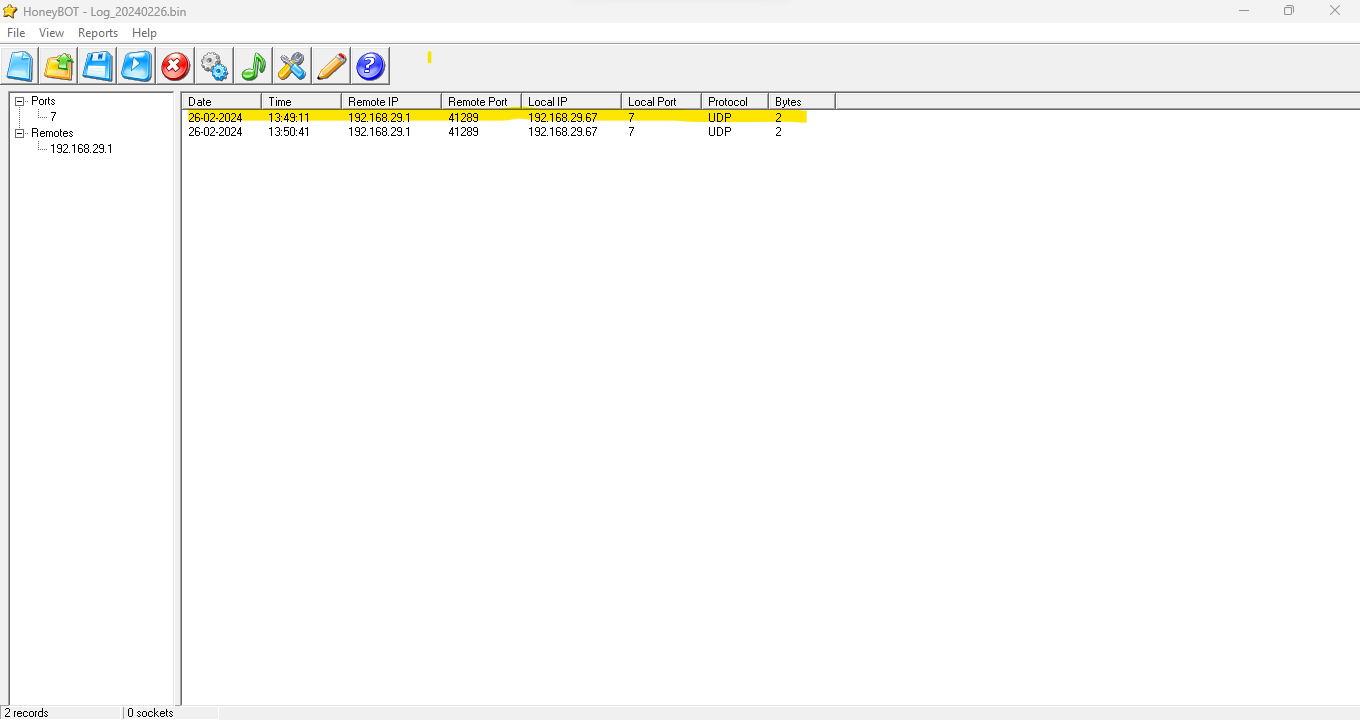 HoneyBOT - Log_20240226.bin
File View Reports Help
Ports
7
Remotes
192.168.29.1
Date Time Remote IP Remote Port Local IP Local Port Protocol Bytes
26-02-2024 13:49:11 192.168.29.1 41289 192.168.29.67 7 UDP 2
26-02-2024 13:50:41 192.168.29.1 41289 192.168.29.67 7 UDP 2
2 records 0 sockets